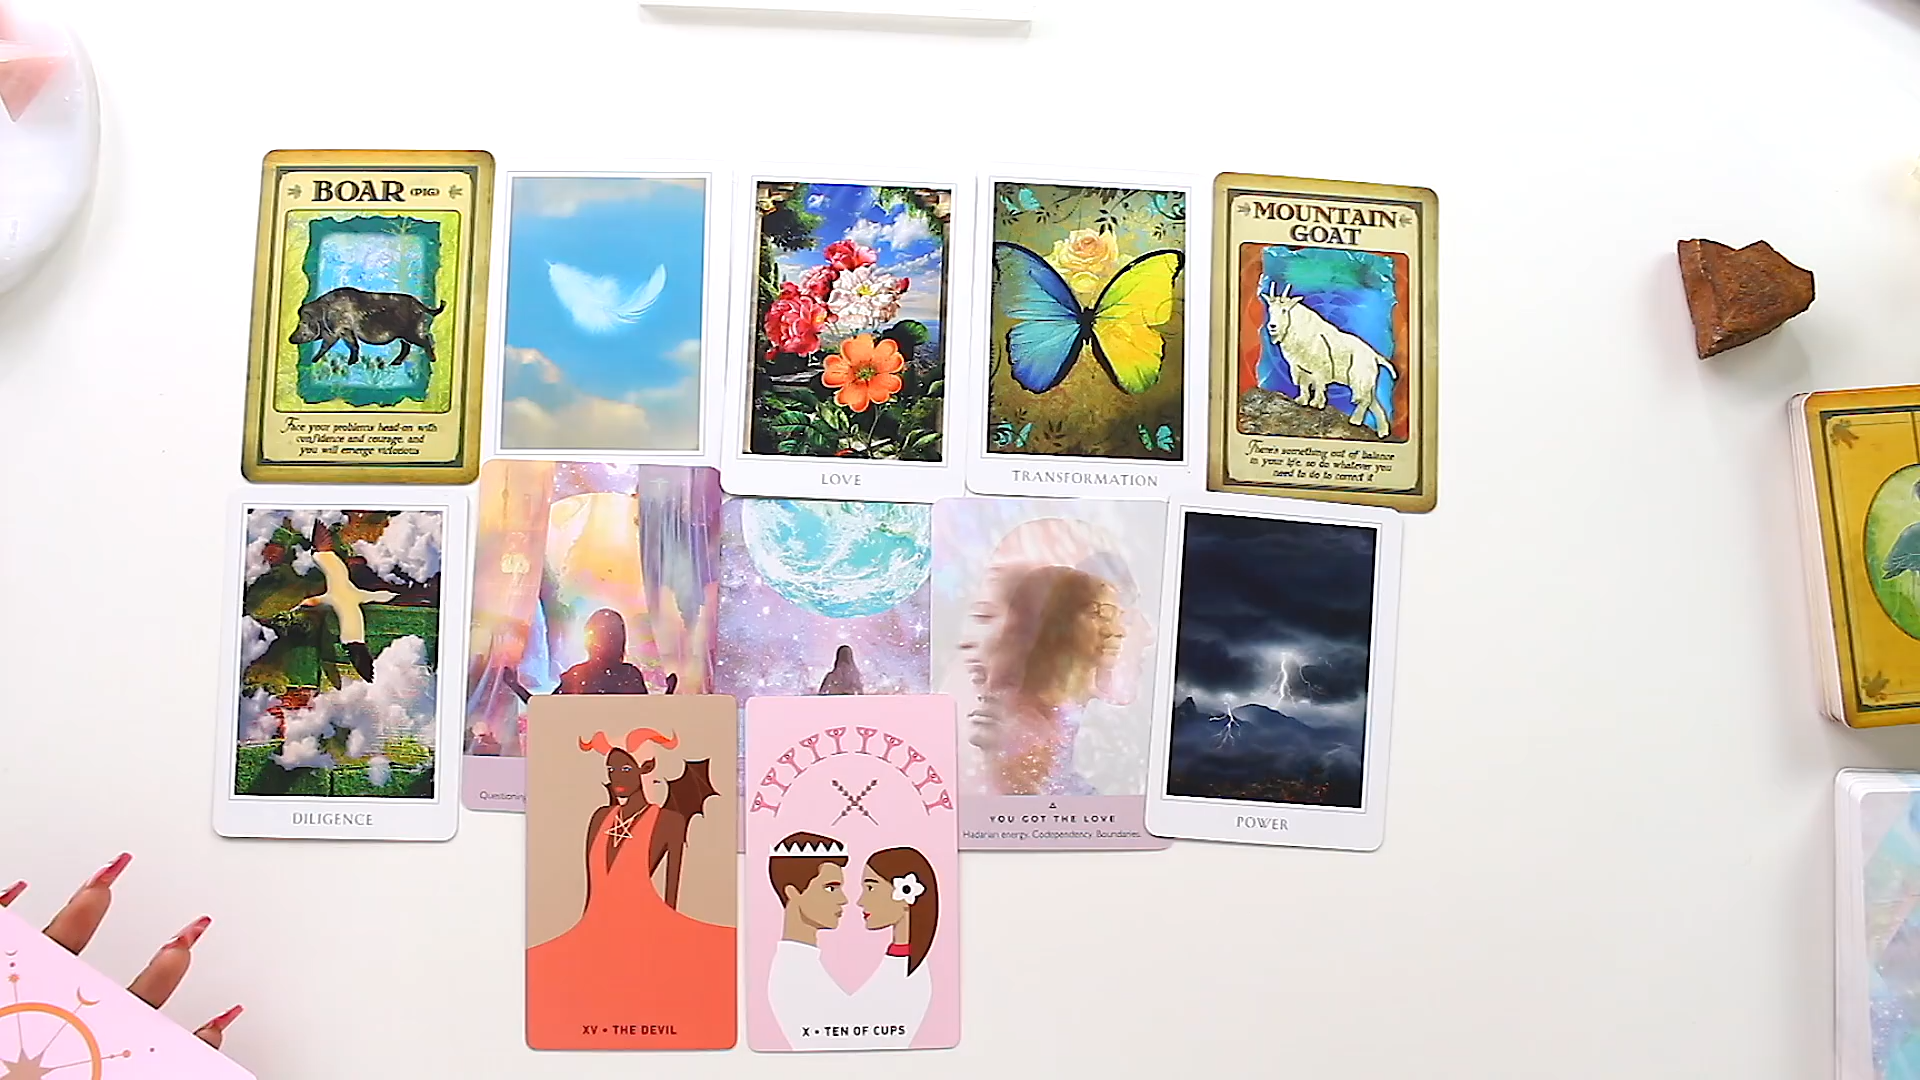 BOAR (PIG)
Face your problems head-on with
confidence and courage, and
you will emerge victorious
LOVE
TRANSFORMATION
MOUNTAIN
GOAT
There's something out of balance
in your life, so do whatever you
need to do to correct it
DILIGENCE
Questioning
YOU GOT THE LOVE
Hadarian energy. Codependency. Boundaries.
POWER
XV • THE DEVIL
X • TEN OF CUPS